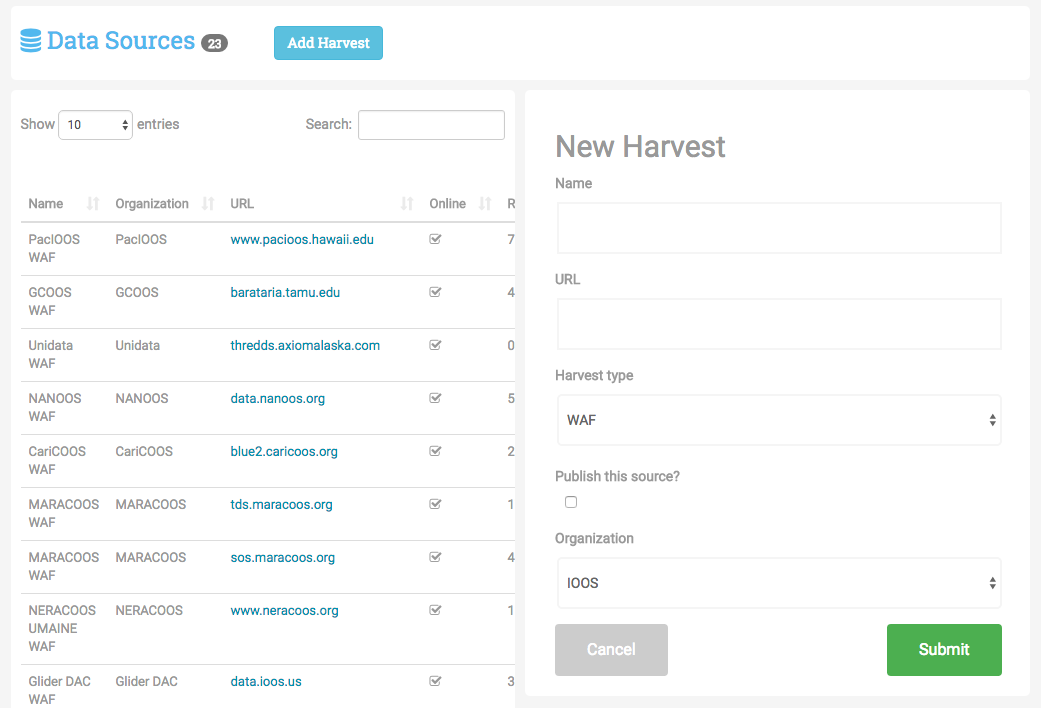 Data Sources 23
Add Harvest
Show 10 entries
Search:
Name Organization URL Online R
PacIOOS PacIOOS www.pacioos.hawaii.edu 7
WAF
GCOOS GCOOS barataria.tamu.edu 4
WAF
Unidata Unidata thredds.axiomalaska.com 0
WAF
NANOOS NANOOS data.nanoos.org 5
WAF
CariCOOS CariCOOS blue2.caricoos.org 2
WAF
MARACOOS MARACOOS tds.maracoos.org 1
WAF
MARACOOS MARACOOS sos.maracoos.org 4
WAF
NERACOOS NERACOOS www.neracoos.org 1
UMAINE
WAF
Glider DAC Glider DAC data.ioos.us 3
WAF
New Harvest
Name
URL
Harvest type
WAF
Publish this source?
Organization
IOOS
Cancel Submit